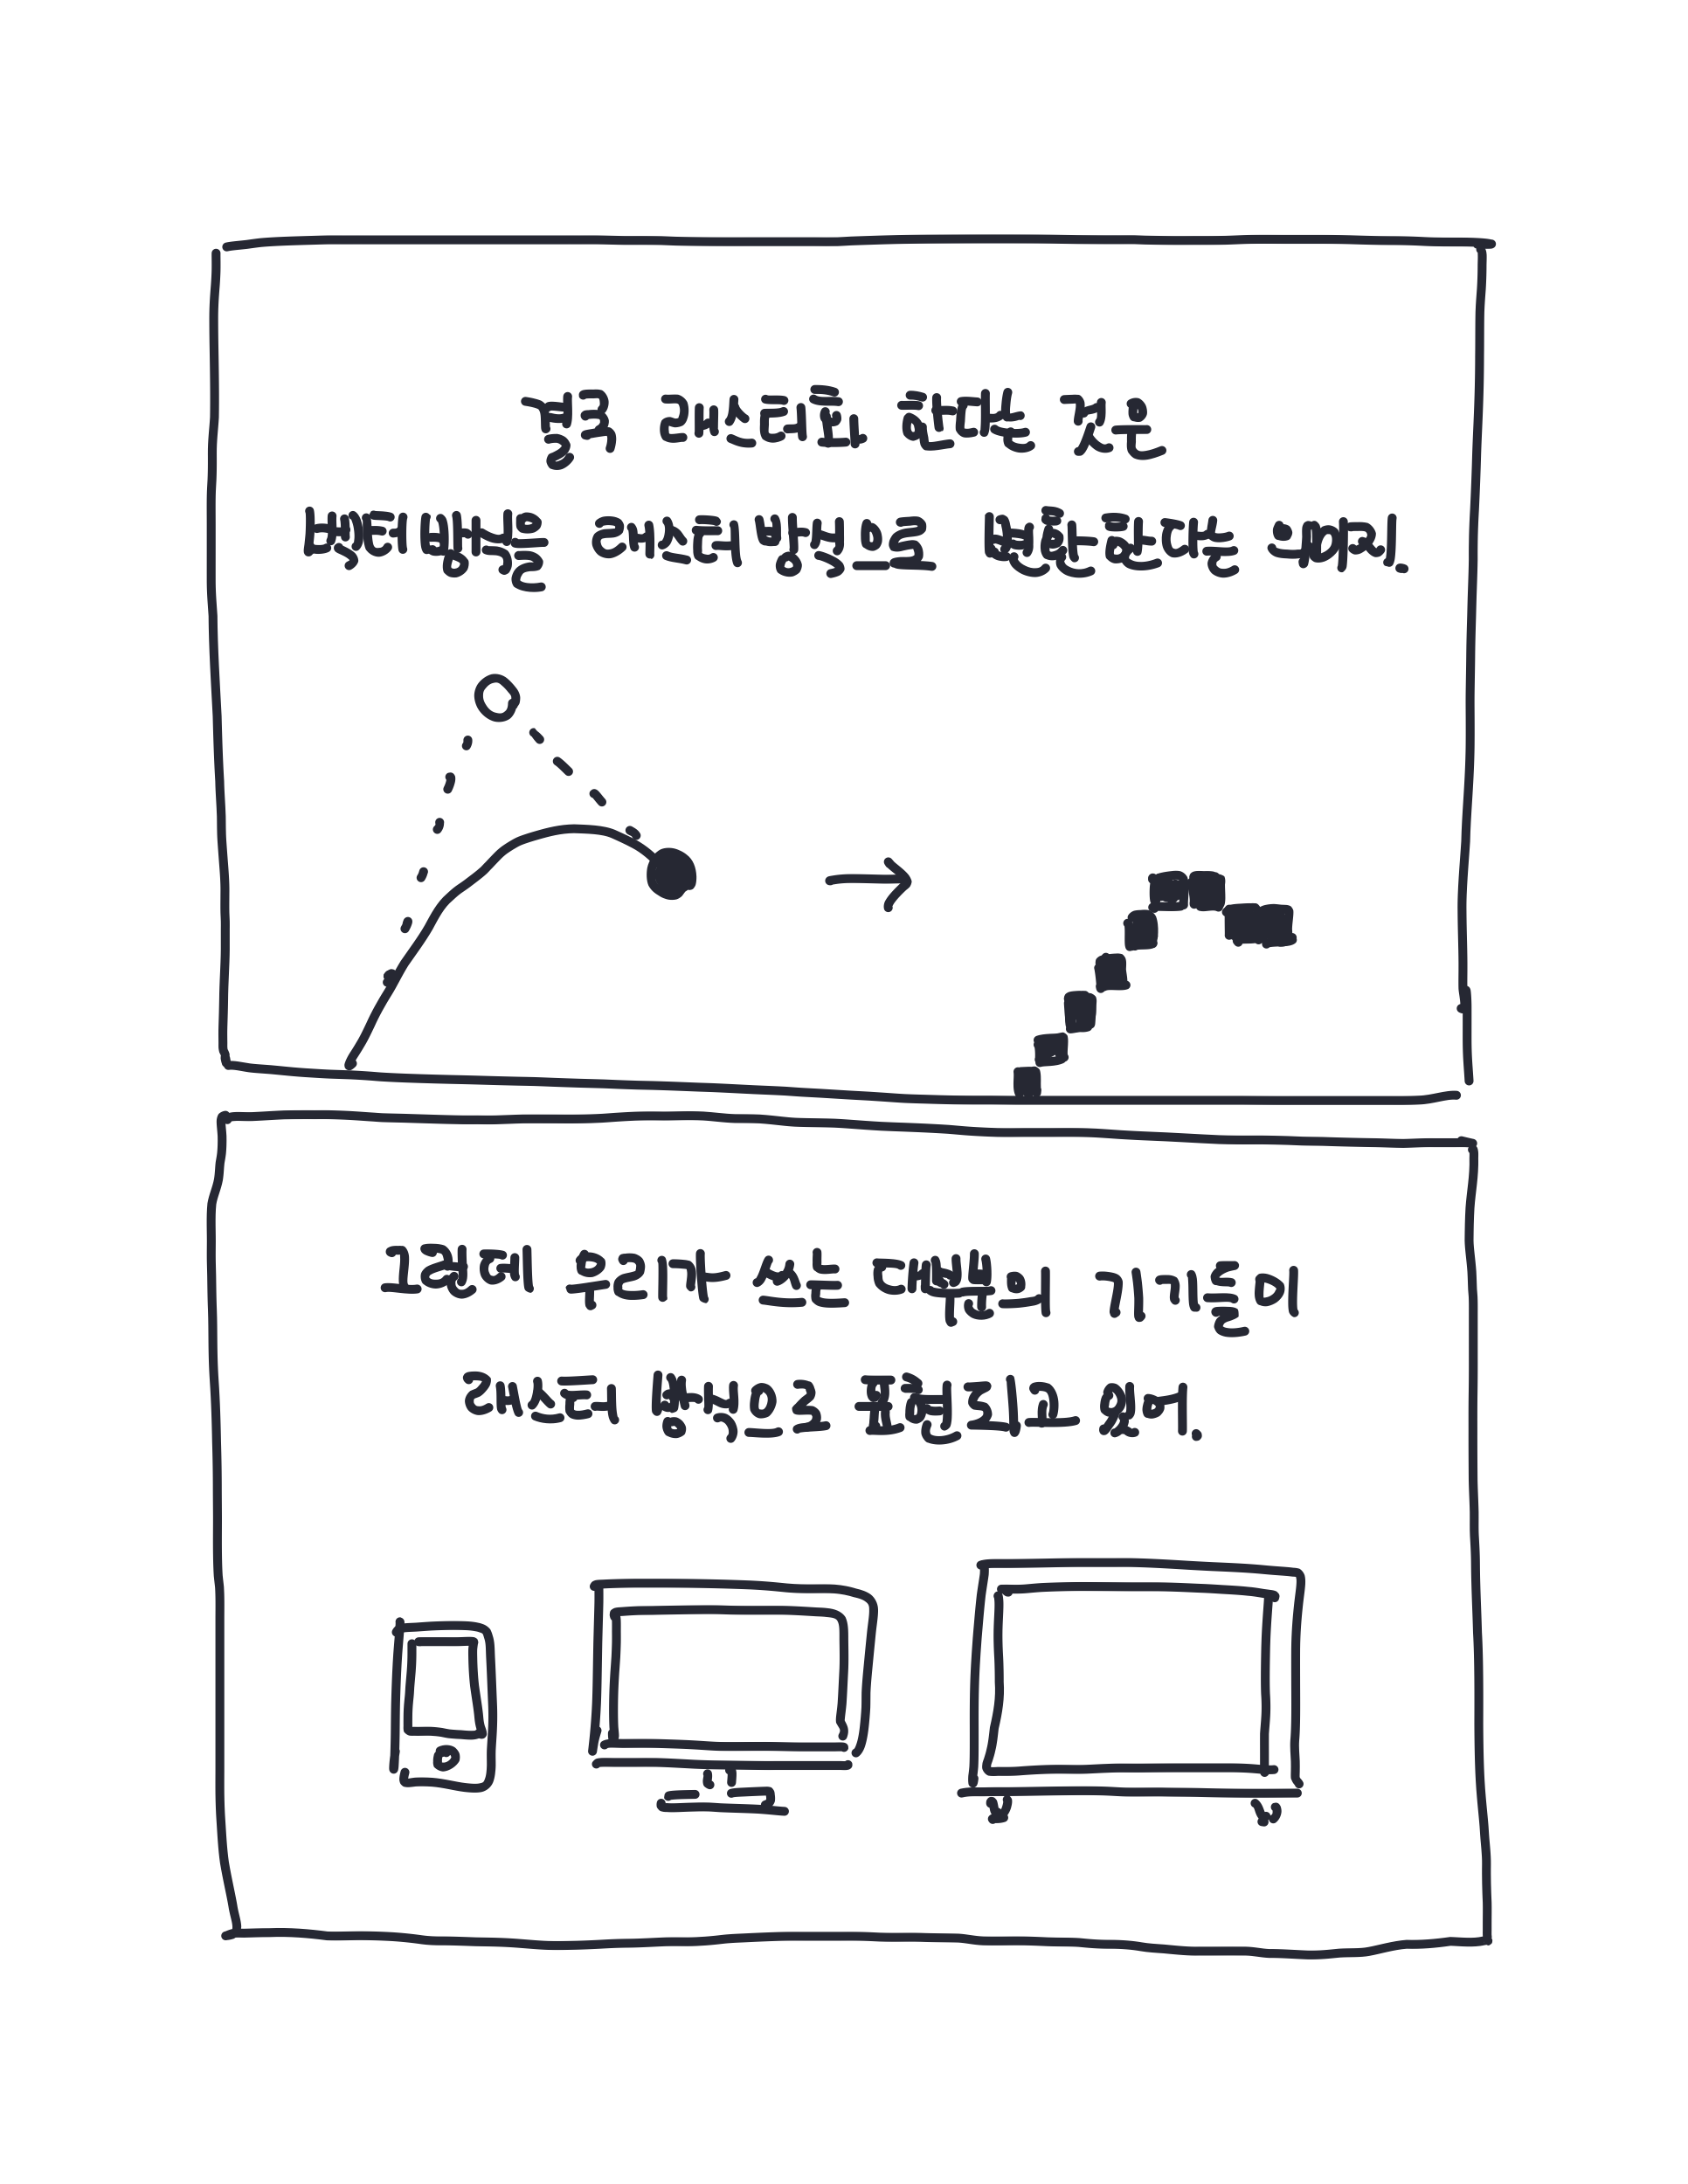 결국 래스터화 한다는 것은
벡터방식을 래스터 방식으로 변환한다는 의미지.
그런데 우리가 쓰는 대부분의 기기들이
래스터 방식으로 표현되고 있어.